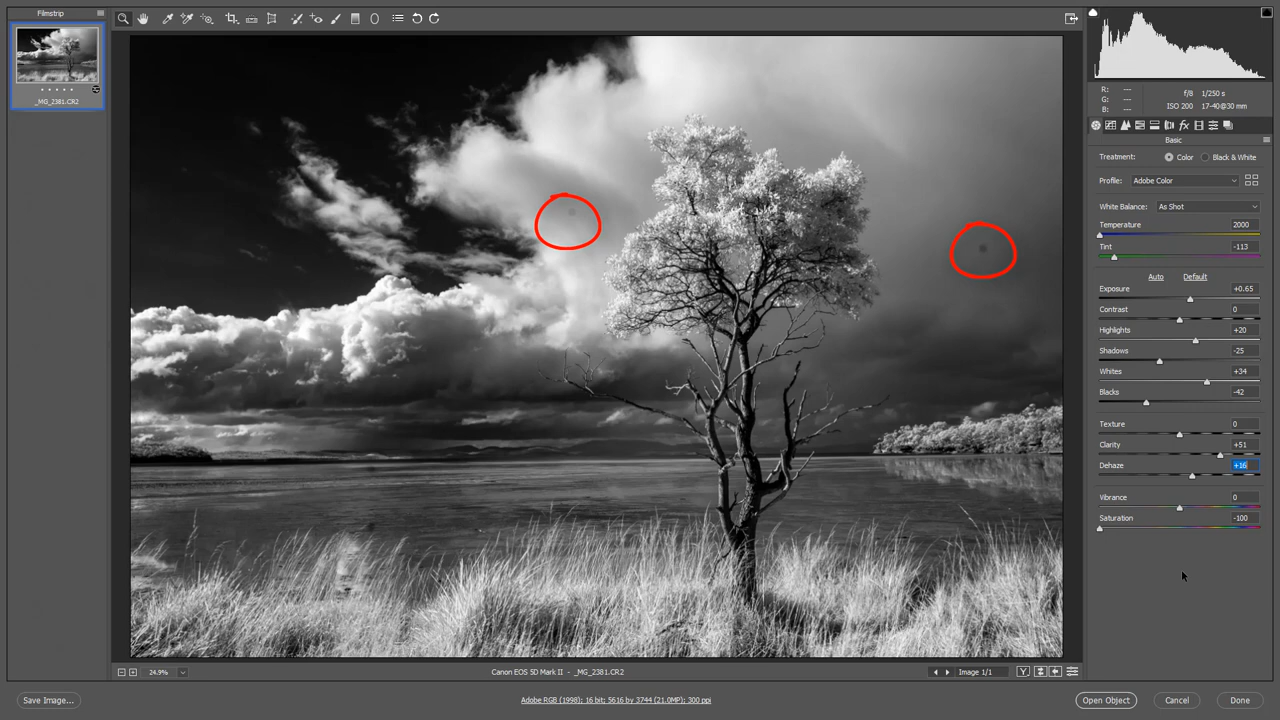 Filmstrip
_MG_2381.CR2
R: ---
G: ---
B: ---
f/8 1/250 s
ISO 200 17-40@30 mm
Basic
Treatment: Color Black & White
Profile: Adobe Color
White Balance: As Shot
Temperature 2000
Tint -113
Auto Default
Exposure +0.65
Contrast 0
Highlights +20
Shadows -25
Whites +34
Blacks -42
Texture 0
Clarity +51
Dehaze +16
Vibrance 0
Saturation -100
24.9% Canon EOS 5D Mark II - _MG_2381.CR2 Image 1/1 Y
Save Image... Adobe RGB (1998); 16 bit; 5616 by 3744 (21.0MP); 300 ppi Open Object Cancel Done